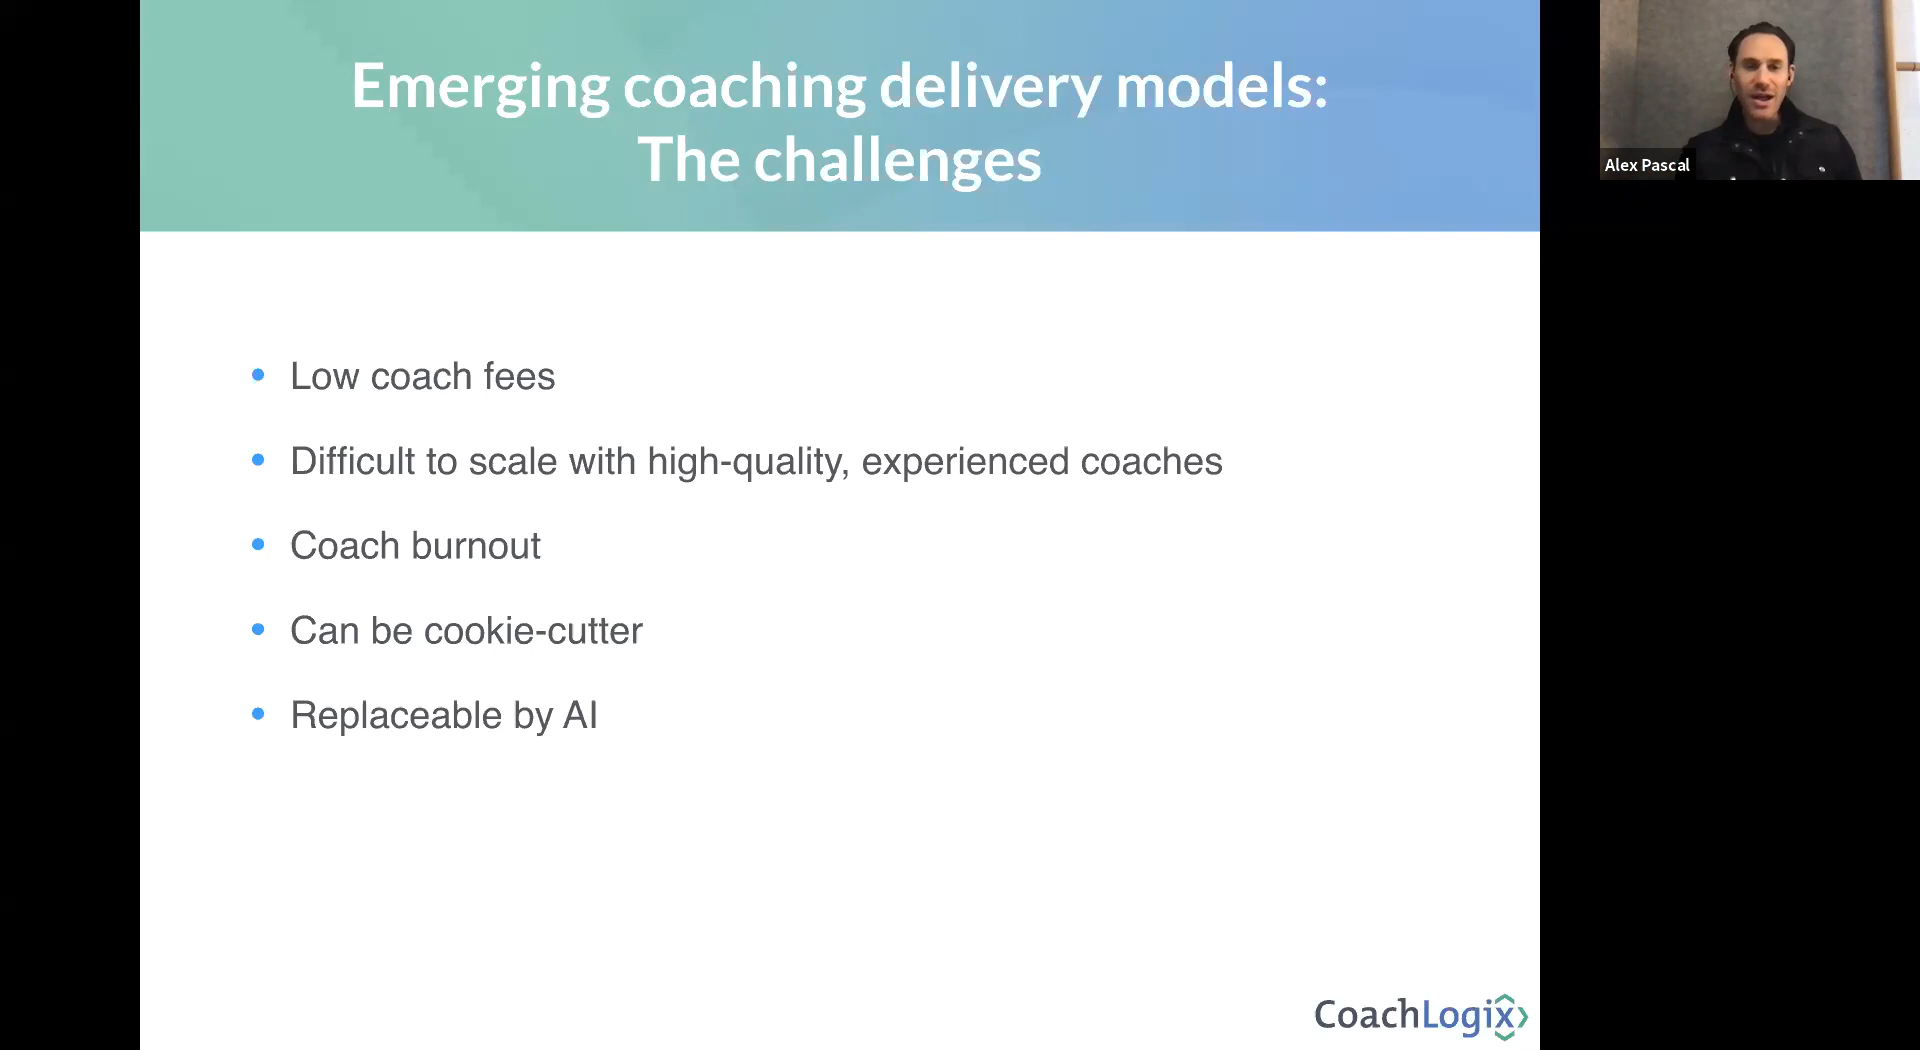 Emerging coaching delivery models:
The challenges
Alex Pascal
• Low coach fees
• Difficult to scale with high-quality, experienced coaches
• Coach burnout
• Can be cookie-cutter
• Replaceable by AI
CoachLogix